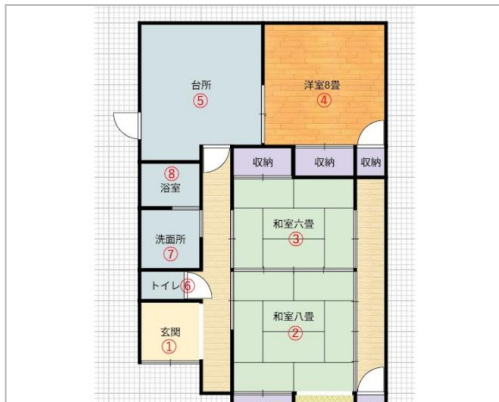 台所
⑤
洋室8畳
④
収納
収納
収納
⑧
浴室
和室六畳
③
洗面所
⑦
トイレ⑥
玄関
①
和室八畳
②